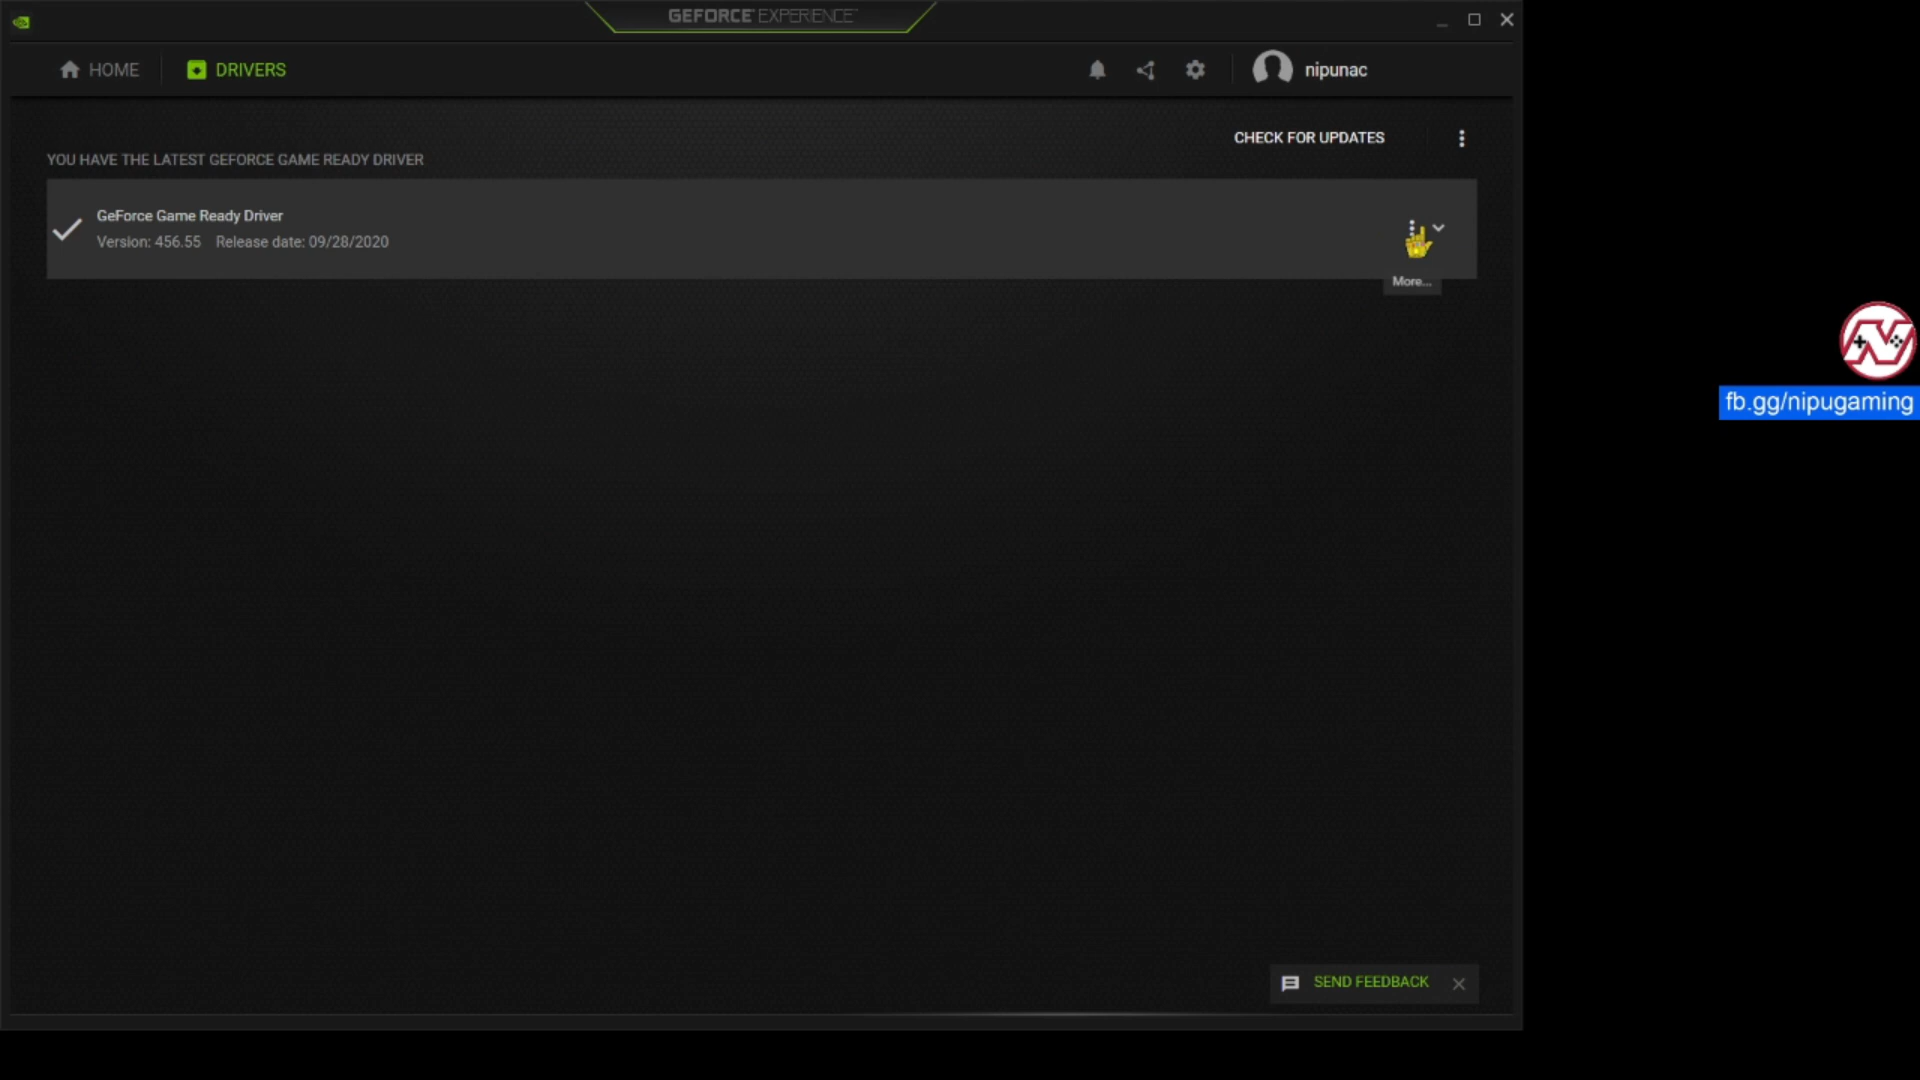 GEFORCE EXPERIENCE
HOME
DRIVERS
nipunac
CHECK FOR UPDATES
YOU HAVE THE LATEST GEFORCE GAME READY DRIVER
GeForce Game Ready Driver
Version: 456.55 Release date: 09/28/2020
More...
fb.gg/nipugaming
SEND FEEDBACK